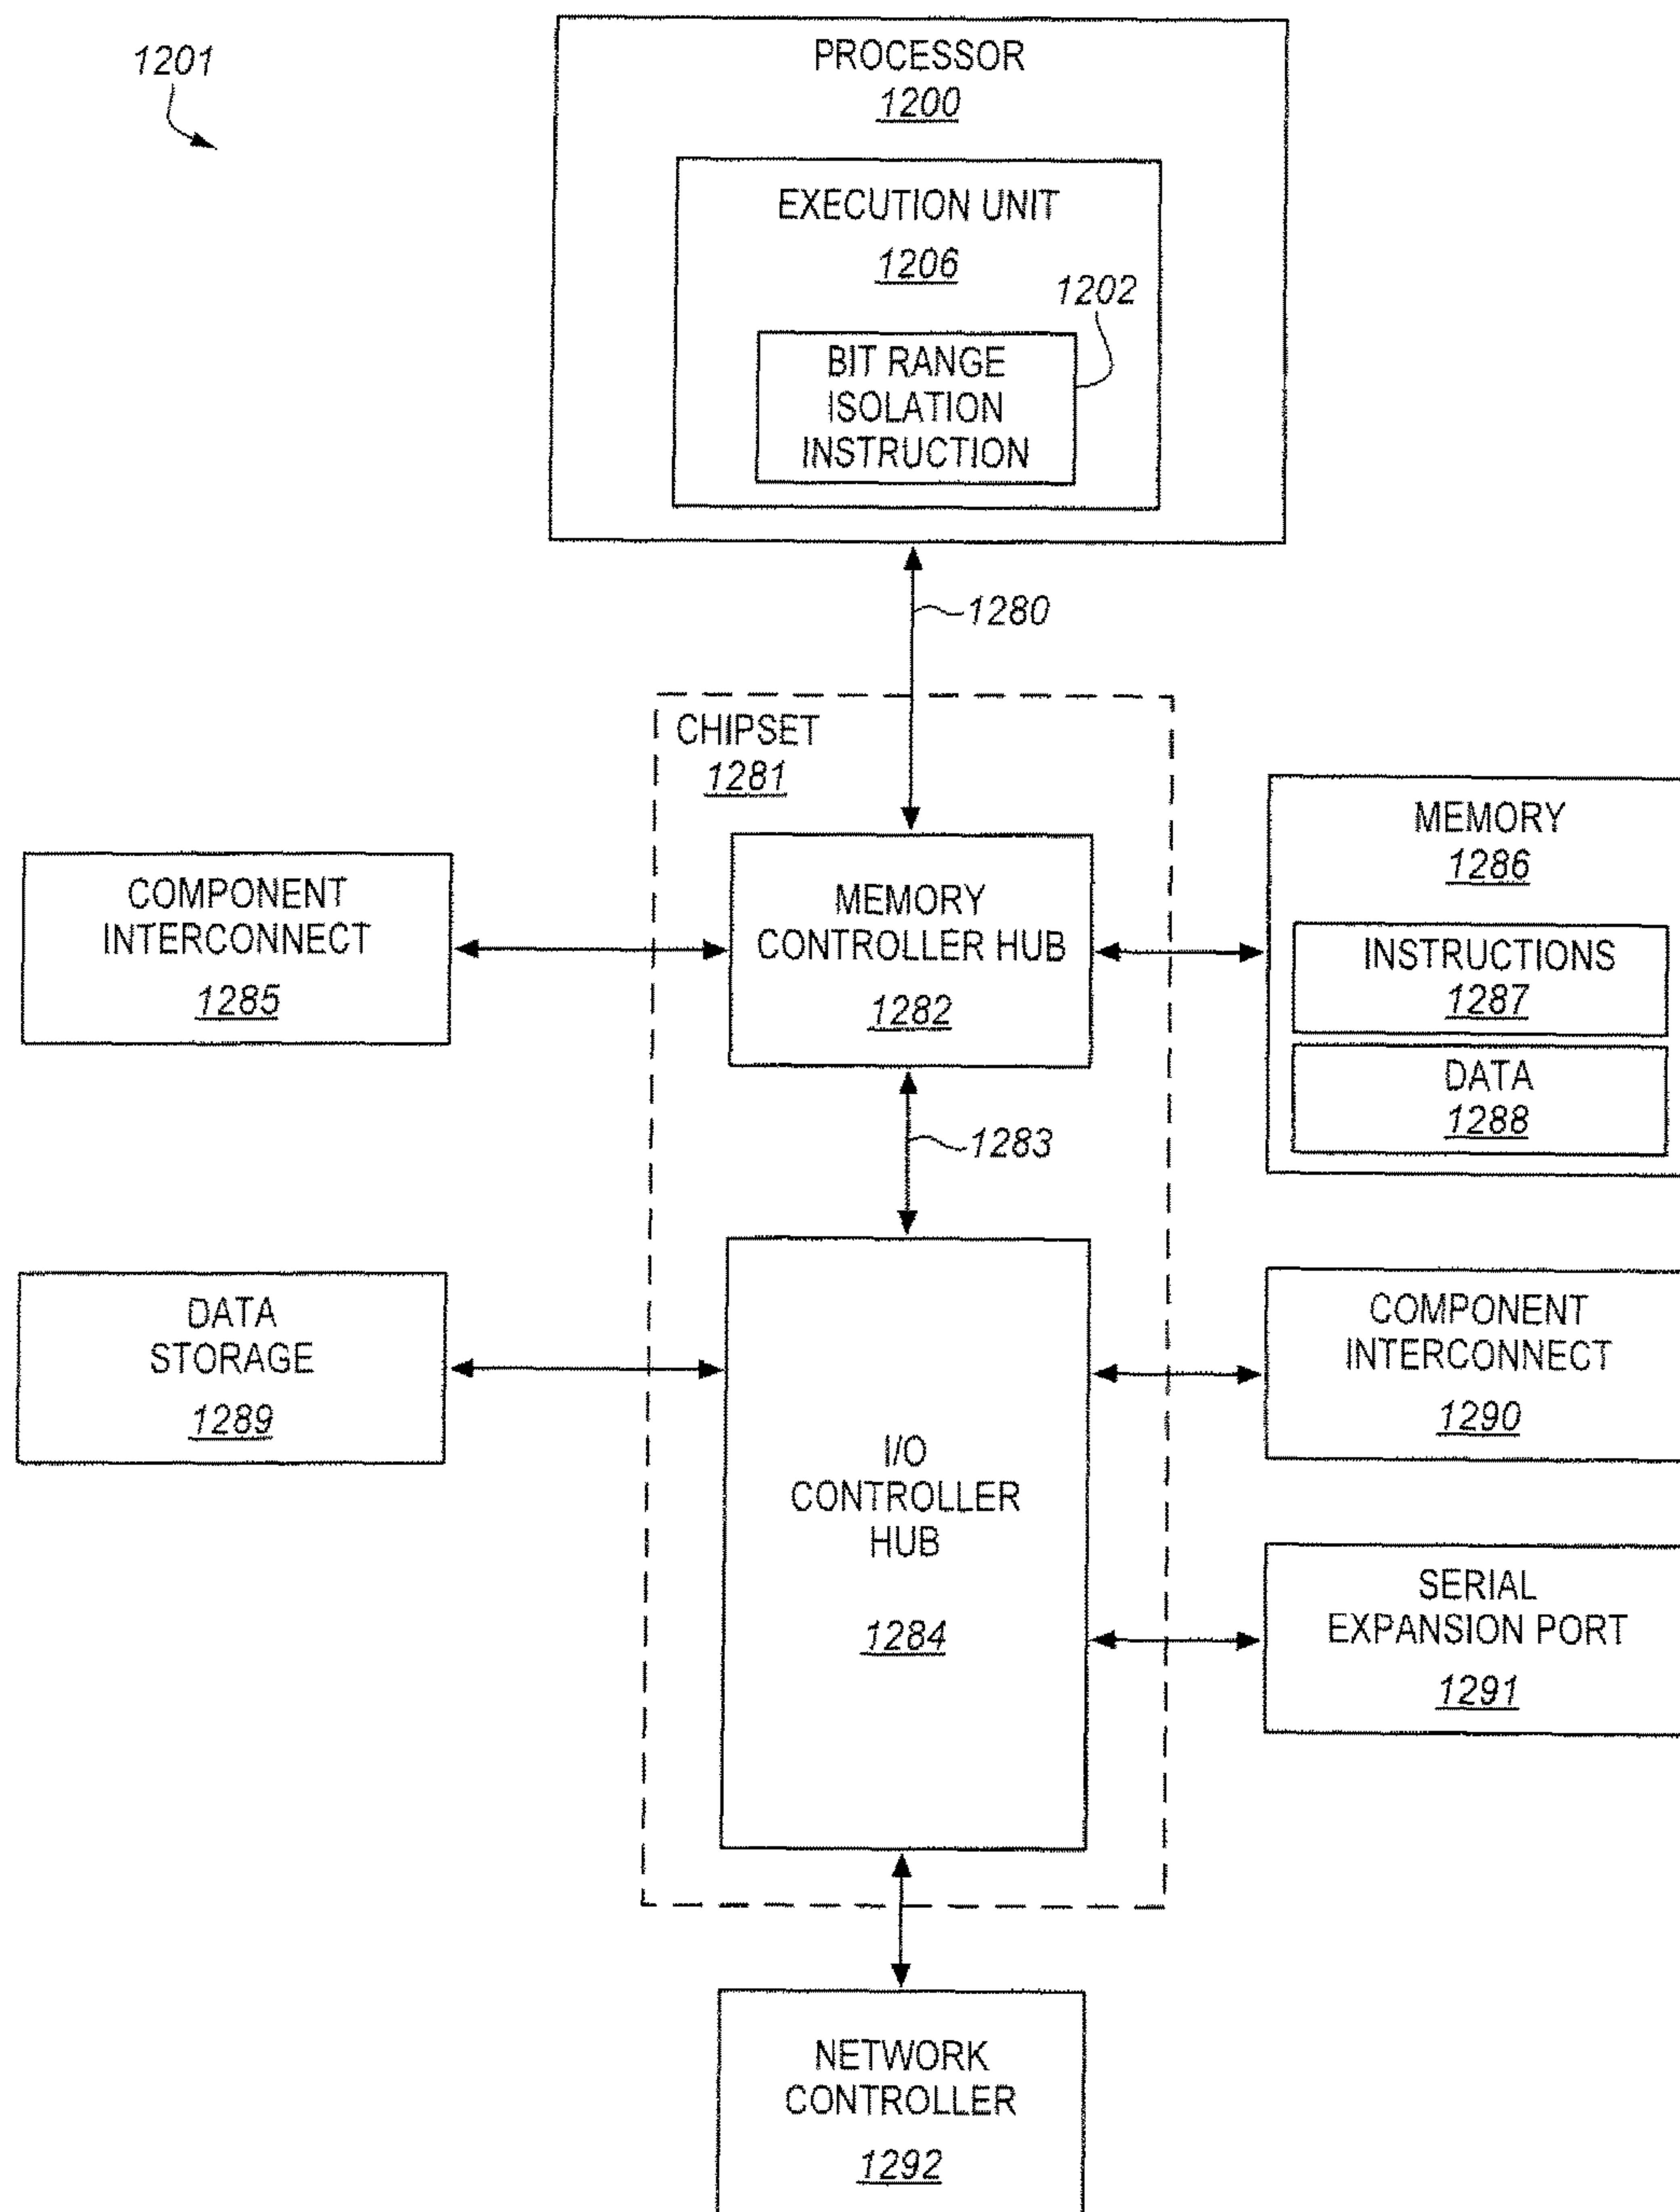 1201
PROCESSOR
1200
EXECUTION UNIT
1206
1202
BIT RANGE
ISOLATION
INSTRUCTION
1280
CHIPSET
1281
COMPONENT
INTERCONNECT
1285
MEMORY
CONTROLLER HUB
1282
MEMORY
1286
INSTRUCTIONS
1287
DATA
1288
1283
DATA
STORAGE
1289
I/O
CONTROLLER
HUB
1284
COMPONENT
INTERCONNECT
1290
SERIAL
EXPANSION PORT
1291
NETWORK
CONTROLLER
1292